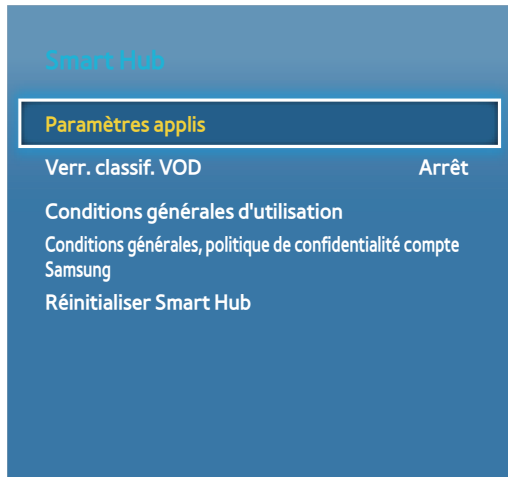 Smart Hub
Paramètres applis
Verr. classif. VOD Arrêt
Conditions générales d'utilisation
Conditions générales, politique de confidentialité compte
Samsung
Réinitialiser Smart Hub